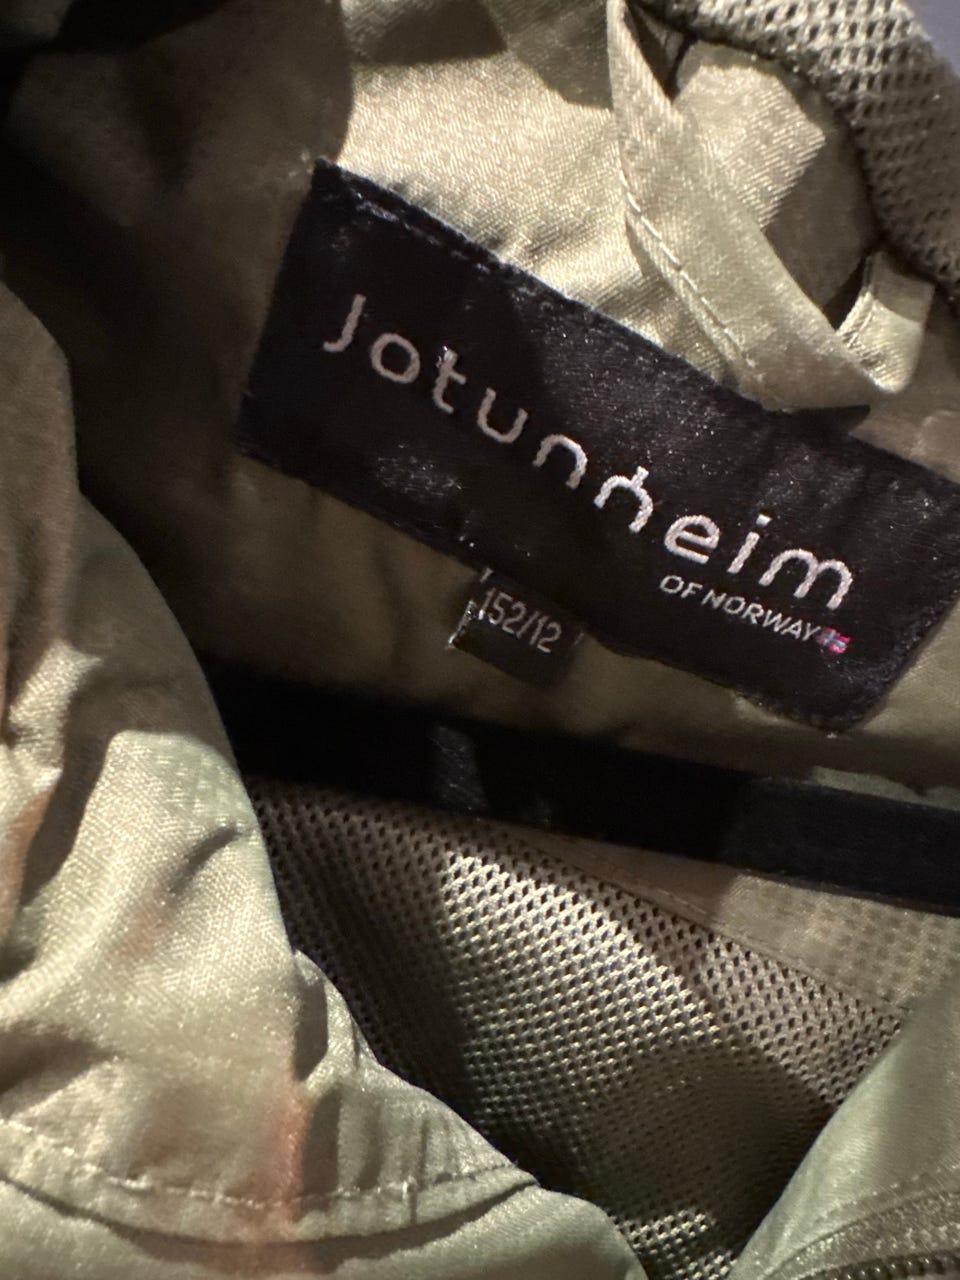 Jotunheim
OF NORWAY
152/12